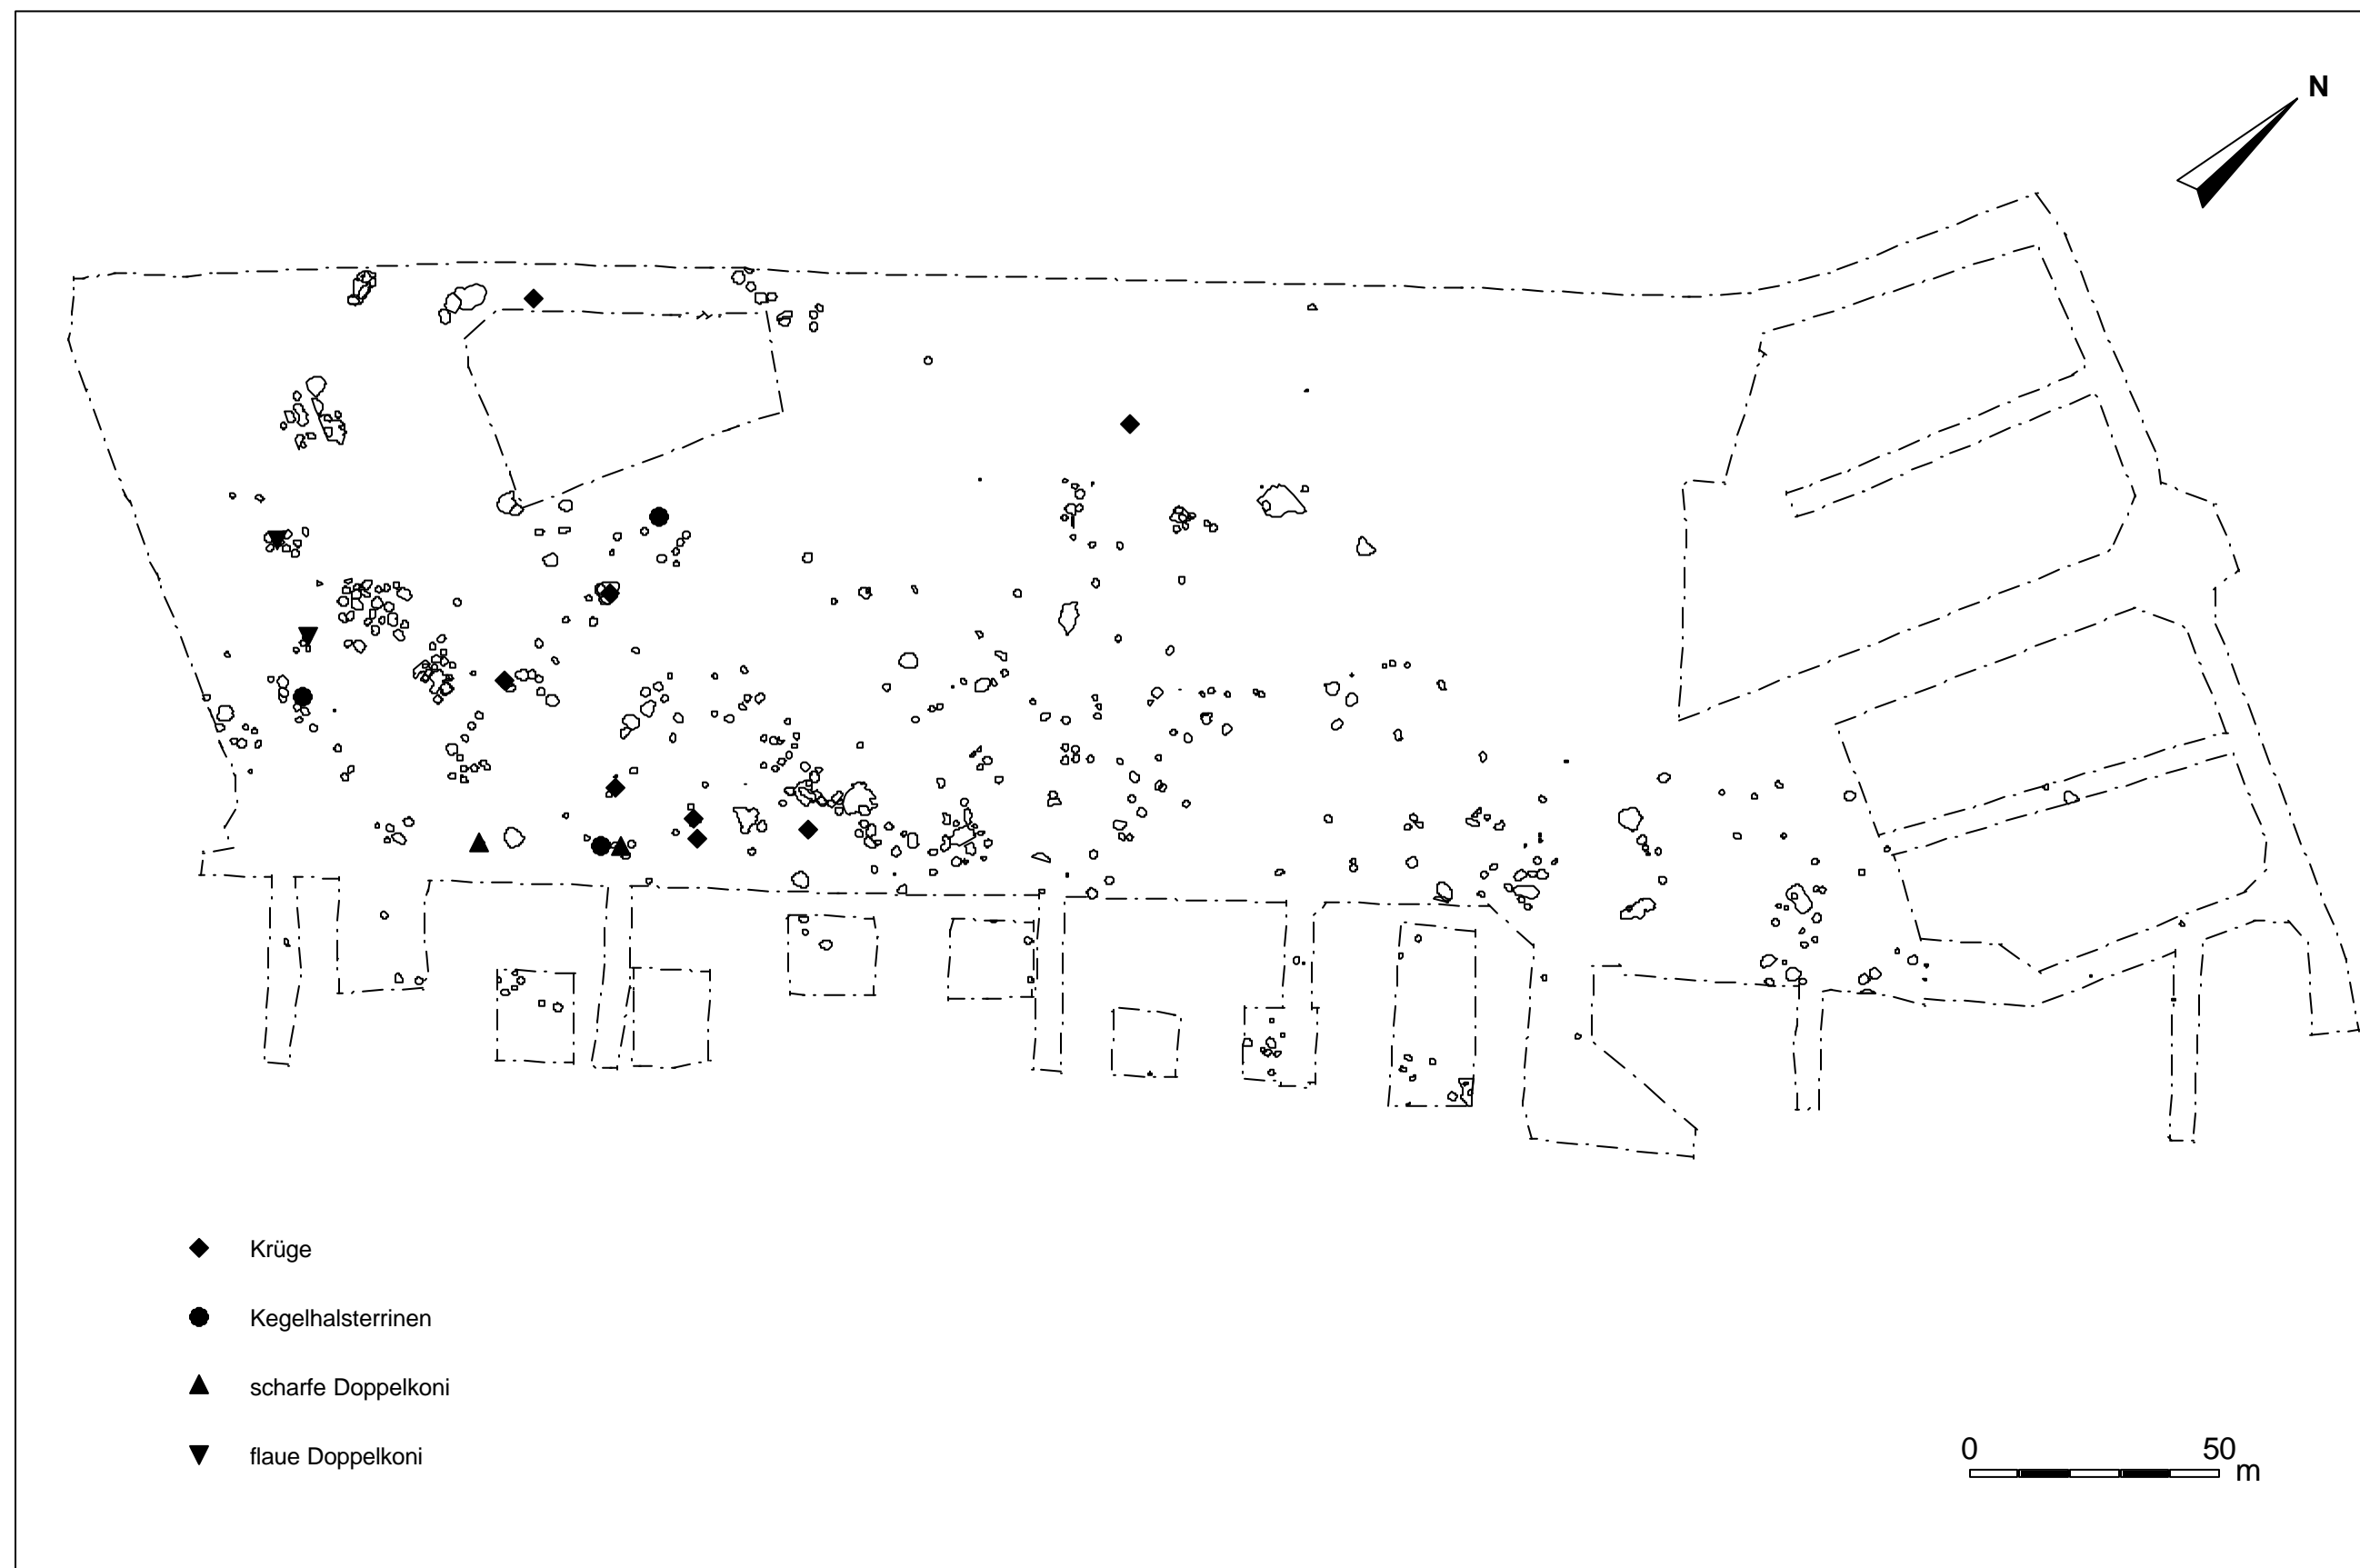 N
Krüge
Kegelhalsterrinen
scharfe Doppelkoni
flaue Doppelkoni
0 50
m